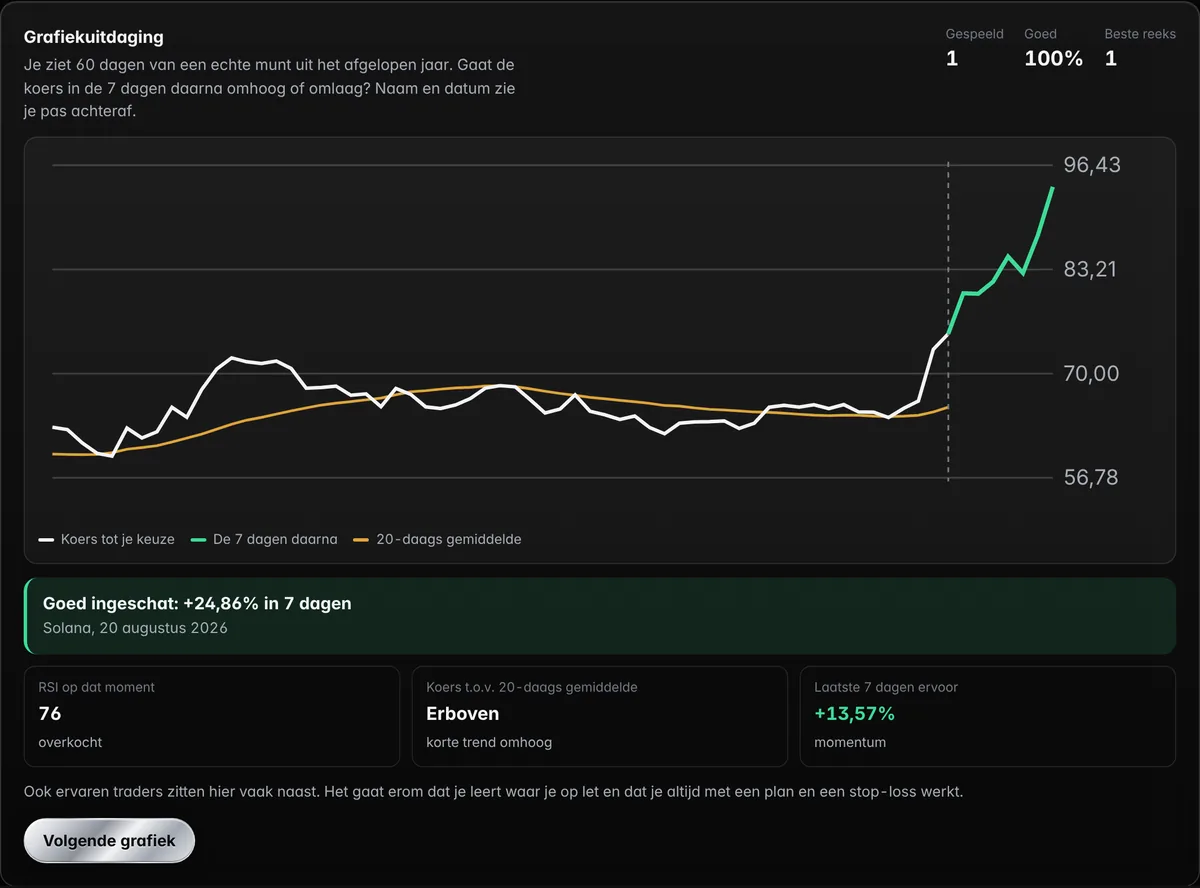 Grafiekuitdaging
Je ziet 60 dagen van een echte munt uit het afgelopen jaar. Gaat de
koers in de 7 dagen daarna omhoog of omlaag? Naam en datum zie
je pas achteraf.
Gespeeld
1
Goed
100%
Beste reeks
1
96,43
83,21
70,00
56,78
Koers tot je keuze
De 7 dagen daarna
20-daags gemiddelde
Goed ingeschat: +24,86% in 7 dagen
Solana, 20 augustus 2026
RSI op dat moment
76
overkocht
Koers t.o.v. 20-daags gemiddelde
Erboven
korte trend omhoog
Laatste 7 dagen ervoor
+13,57%
momentum
Ook ervaren traders zitten hier vaak naast. Het gaat erom dat je leert waar je op let en dat je altijd met een plan en een stop-loss werkt.
Volgende grafiek